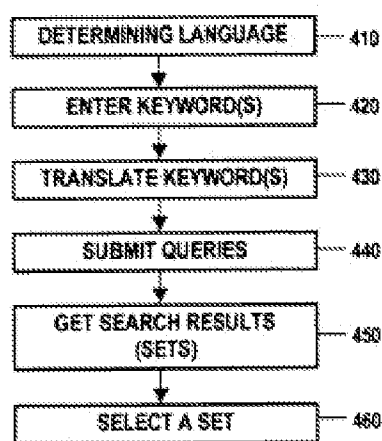 DETERMINING LANGUAGE 410
ENTER KEYWORD(S) 420
TRANSLATE KEYWORD(S) 430
SUBMIT QUERIES 440
GET SEARCH RESULTS
(SETS) 450
SELECT A SET 460